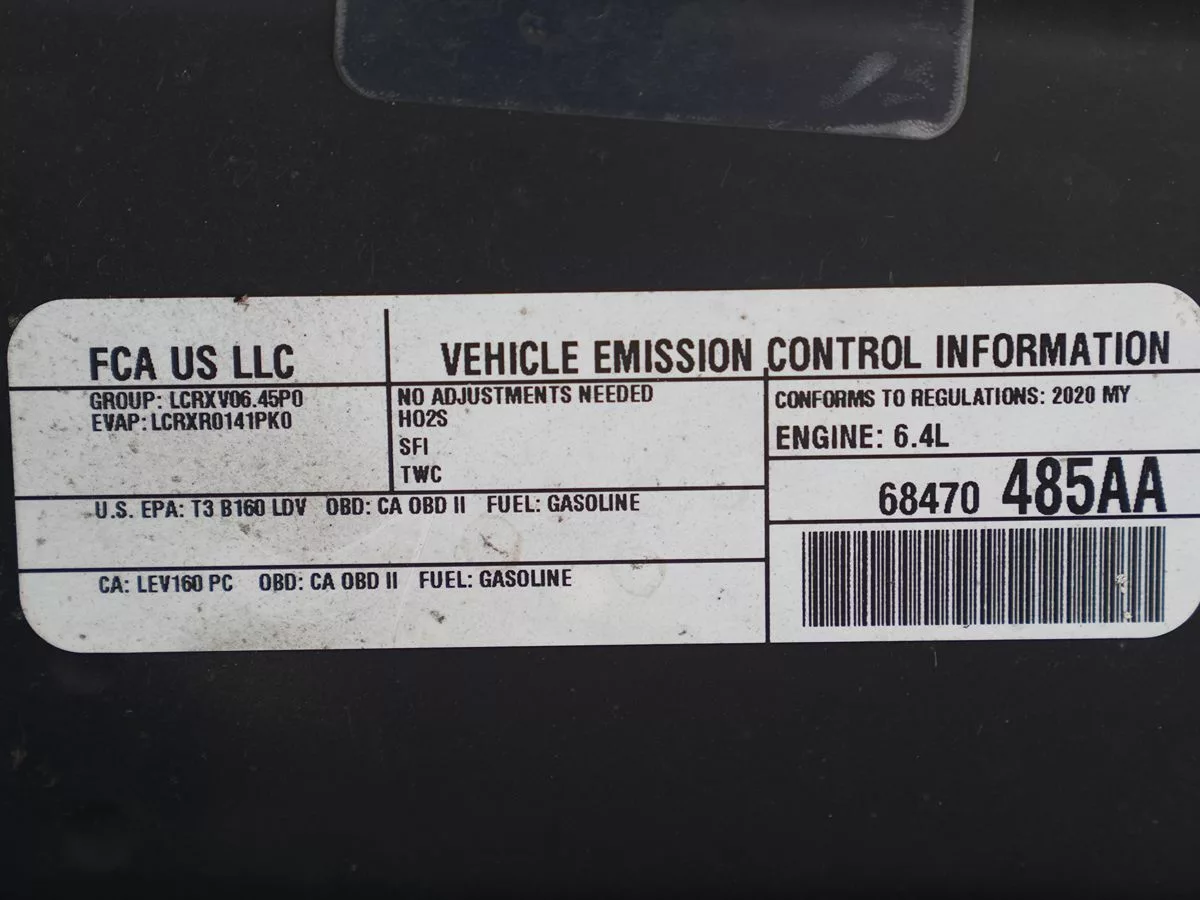 FCA US LLC
VEHICLE EMISSION CONTROL INFORMATION
GROUP: LCRXV06.45P0
EVAP: LCRXR0141PK0
NO ADJUSTMENTS NEEDED
HO2S
SFI
TWC
CONFORMS TO REGULATIONS: 2020 MY
ENGINE: 6.4L
68470 485AA
U.S. EPA: T3 B160 LDV OBD: CA OBD II FUEL: GASOLINE
CA: LEV160 PC OBD: CA OBD II FUEL: GASOLINE